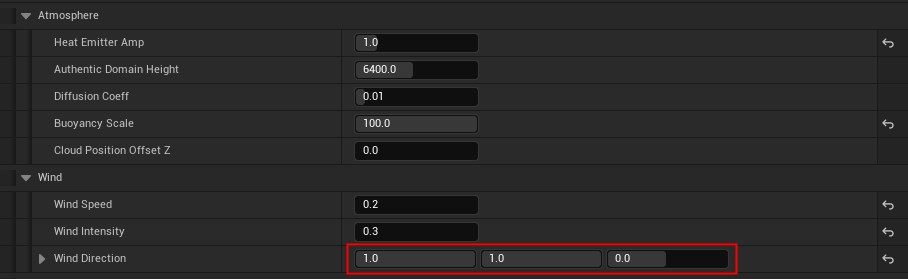 Atmosphere
Heat Emitter Amp 1.0
Authentic Domain Height 6400.0
Diffusion Coeff 0.01
Buoyancy Scale 100.0
Cloud Position Offset Z 0.0
Wind
Wind Speed 0.2
Wind Intensity 0.3
Wind Direction 1.0 1.0 0.0